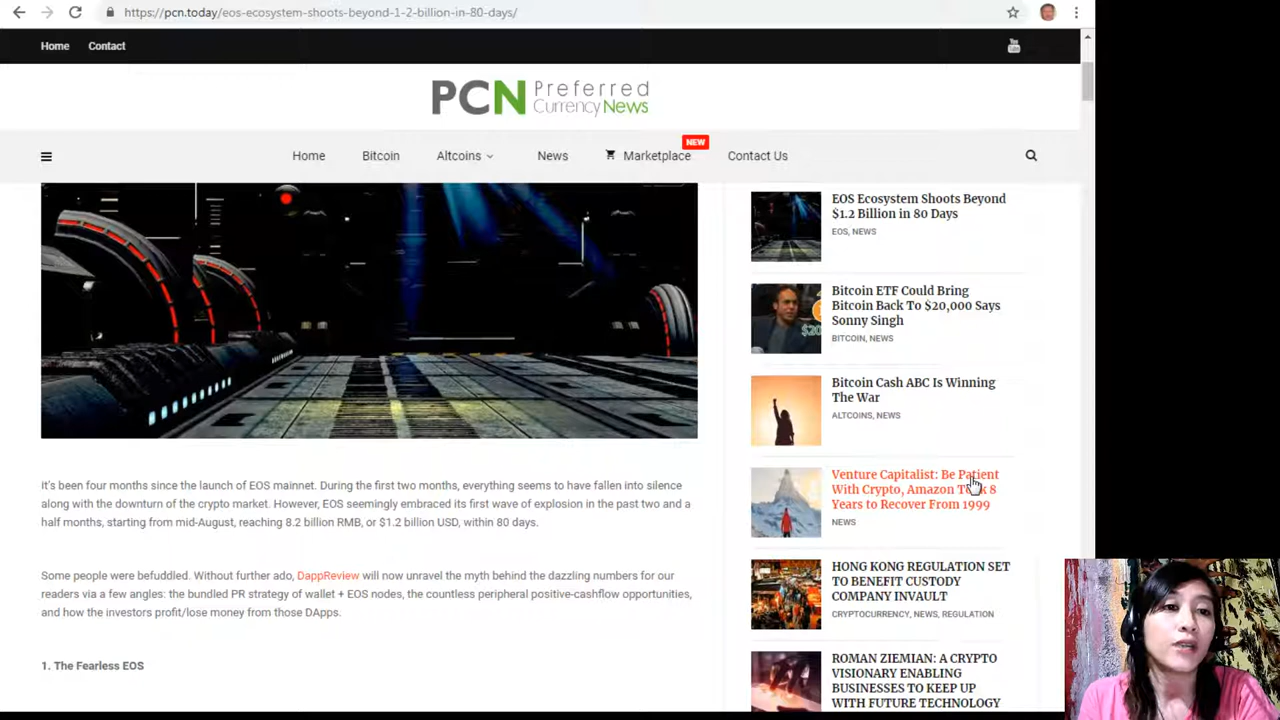 https://pcn.today/eos-ecosystem-shoots-beyond-1-2-billion-in-80-days/
Home Contact
You Tube
PCN Preferred
Currency News
NEW
Home Bitcoin Altcoins News Marketplace Contact Us
It's been four months since the launch of EOS mainnet. During the first two months, everything seems to have fallen into silence
along with the downturn of the crypto market. However, EOS seemingly embraced its first wave of explosion in the past two and a
half months, starting from mid-August, reaching 8.2 billion RMB, or $1.2 billion USD, within 80 days.
Some people were befuddled. Without further ado, DappReview will now unravel the myth behind the dazzling numbers for our
readers via a few angles: the bundled PR strategy of wallet + EOS nodes, the countless peripheral positive-cashflow opportunities,
and how the investors profit/lose money from those DApps.
1. The Fearless EOS
EOS Ecosystem Shoots Beyond
$1.2 Billion in 80 Days
EOS, NEWS
$20
Bitcoin ETF Could Bring
Bitcoin Back To $20,000 Says
Sonny Singh
BITCOIN, NEWS
Bitcoin Cash ABC Is Winning
The War
ALTCOINS, NEWS
Venture Capitalist: Be Patient
With Crypto, Amazon 8
Years to Recover From 1999
NEWS
HONG KONG REGULATION SET
TO BENEFIT CUSTODY
COMPANY INVAULT
CRYPTOCURRENCY, NEWS, REGULATION
ROMAN ZIEMIAN: A CRYPTO
VISIONARY ENABLING
BUSINESSES TO KEEP UP
WITH FUTURE TECHNOLOGY